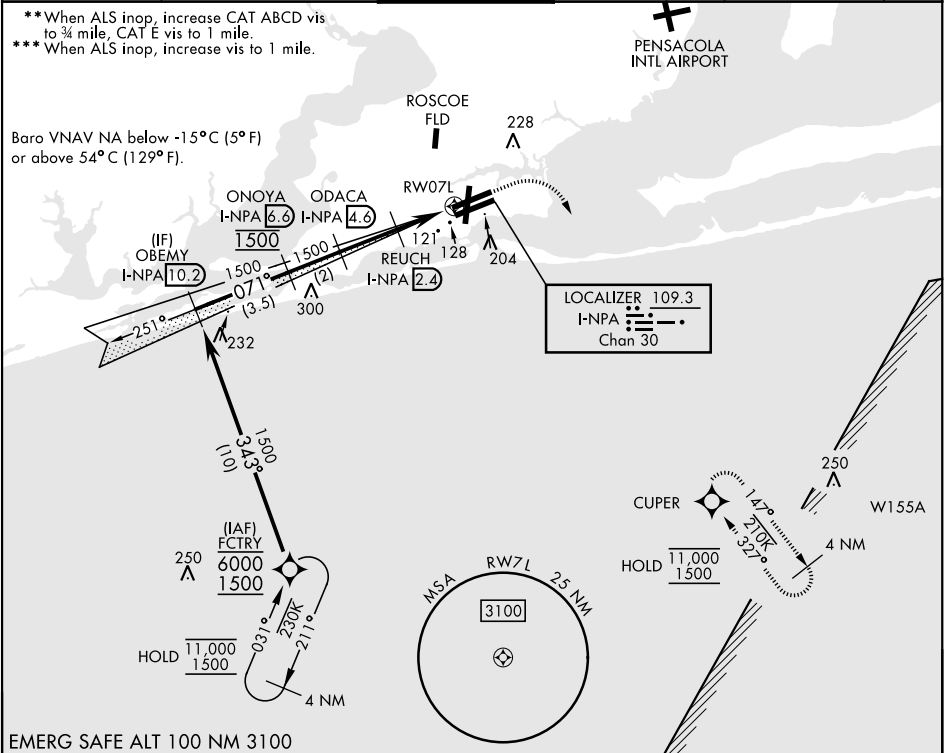 ** When ALS inop, increase CAT ABCD vis
to ¾ mile, CAT E vis to 1 mile.
*** When ALS inop, increase vis to 1 mile.
PENSACOLA
INTL AIRPORT
ROSCOE
FLD
228
Baro VNAV NA below -15°C (5°F)
or above 54°C (129°F).
ONOYA
I-NPA 6.6
1500
ODACA
I-NPA 4.6
RW07L
(IF)
OBEMY
I-NPA 10.2
1500
1500
071°
(3.5)
(2)
300
121
128
204
REUCH
I-NPA 2.4
251°
232
LOCALIZER 109.3
I-NPA
Chan 30
1500
343°
(10)
250
W155A
CUPER
147°
210K
327°
4 NM
HOLD 11,000
1500
(IAF)
FCTRY
6000
1500
250
031°
230K
211°
HOLD 11,000
1500
4 NM
MSA RW7L 25 NM
3100
EMERG SAFE ALT 100 NM 3100